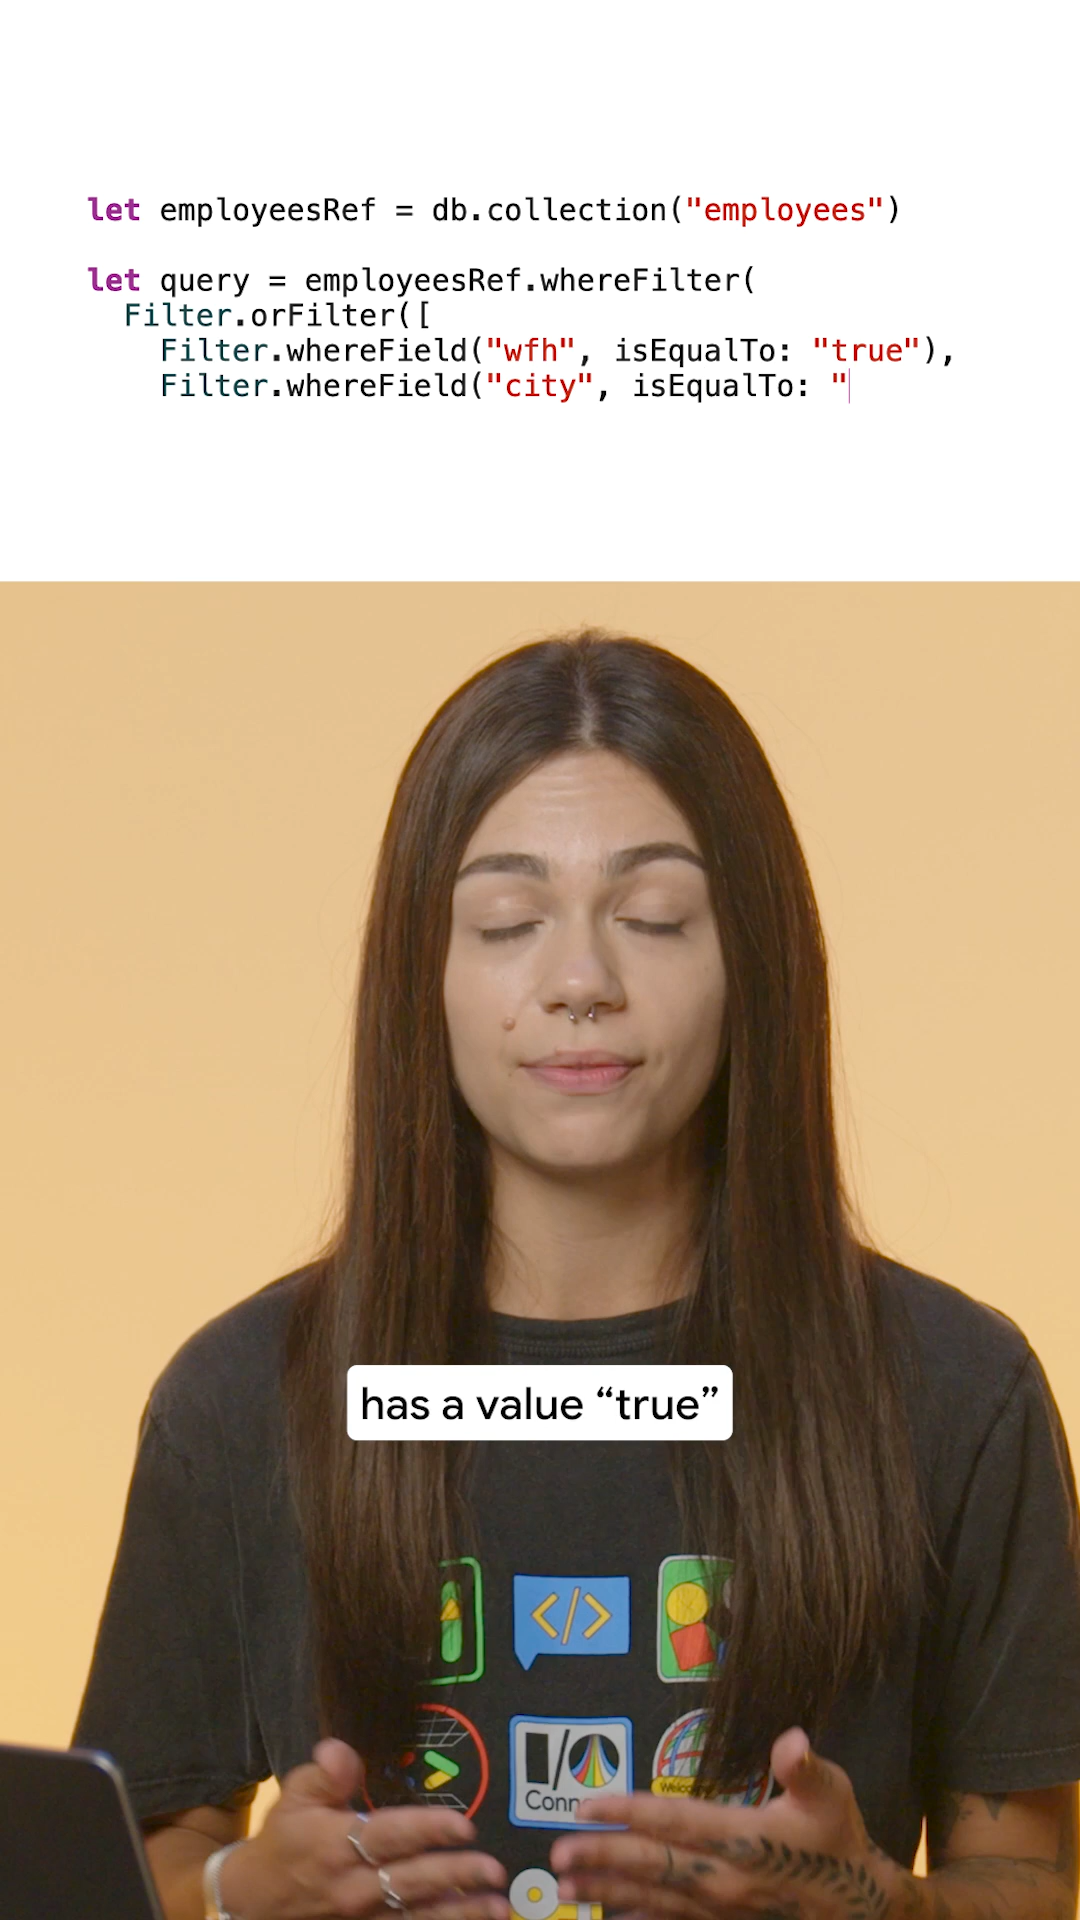 let employeesRef = db.collection("employees")
let query = employeesRef.whereFilter(
Filter.orFilter([
Filter.whereField("wfh", isEqualTo: "true"),
Filter.whereField("city", isEqualTo: "
has a value “true”
</>
I/O